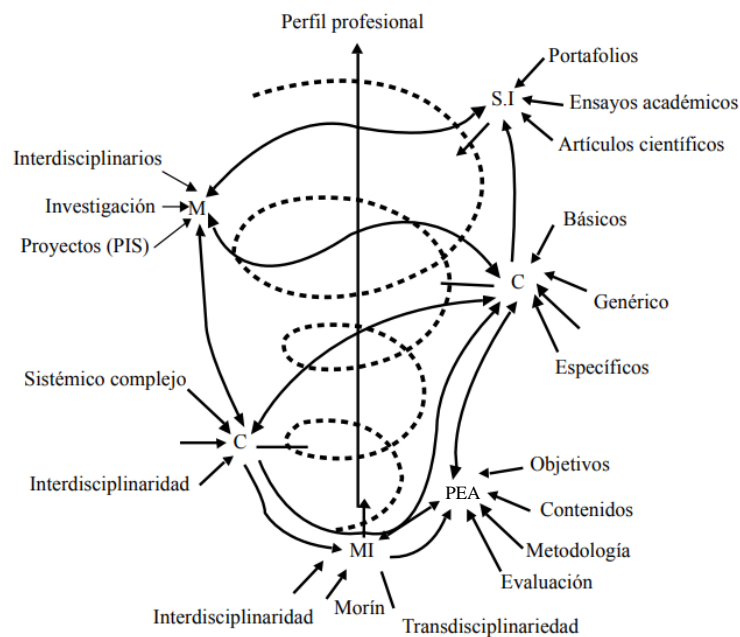 Perfil profesional
Portafolios
S.I
Ensayos académicos
Artículos científicos
Interdisciplinarios
Investigación
M
Proyectos (PIS)
Básicos
C
Genérico
Específicos
Sistémico complejo
C
Interdisciplinaridad
Objetivos
PEA
Contenidos
Metodología
Evaluación
MI
Interdisciplinaridad
Morín
Transdisciplinariedad